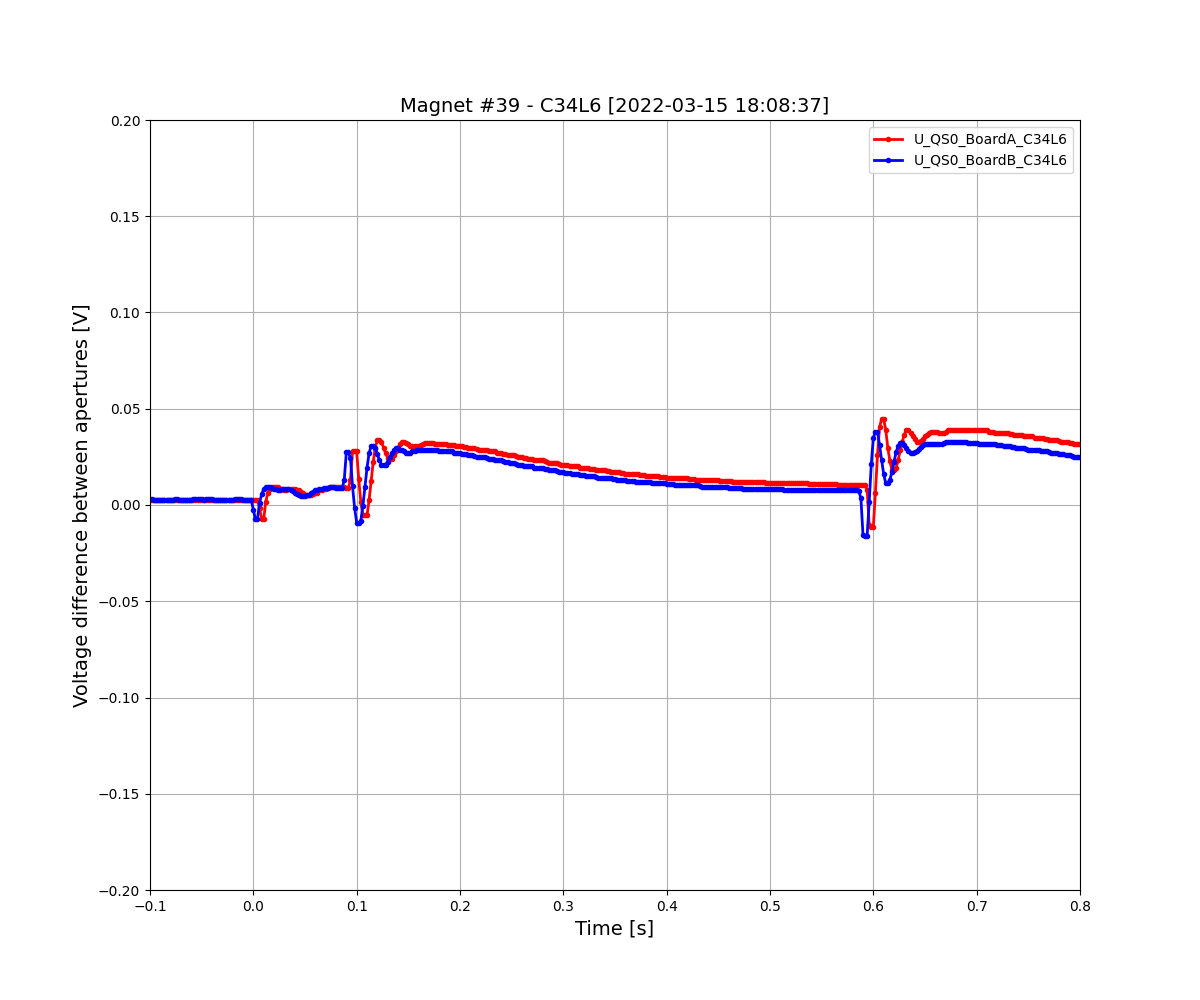 Magnet #39 - C34L6 [2022-03-15 18:08:37]
U_QS0_BoardA_C34L6
U_QS0_BoardB_C34L6
Voltage difference between apertures [V]
0.20
0.15
0.10
0.05
0.00
−0.05
−0.10
−0.15
−0.20
−0.1 0.0 0.1 0.2 0.3 0.4 0.5 0.6 0.7 0.8
Time [s]